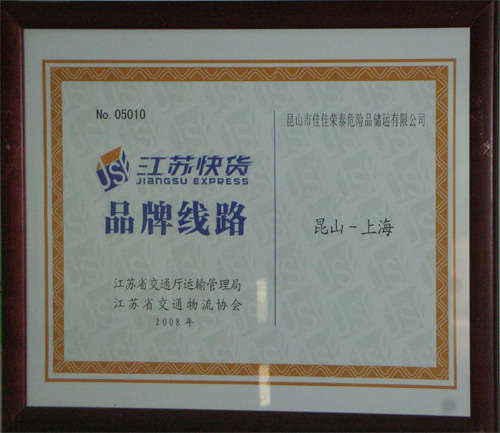 No. 05010
JS
江苏快货
JIANGSU EXPRESS
品牌线路
江苏省交通厅运输管理局
江苏省交通物流协会
2008年
昆山市佳佳荣泰危险品储运有限公司
昆山－上海